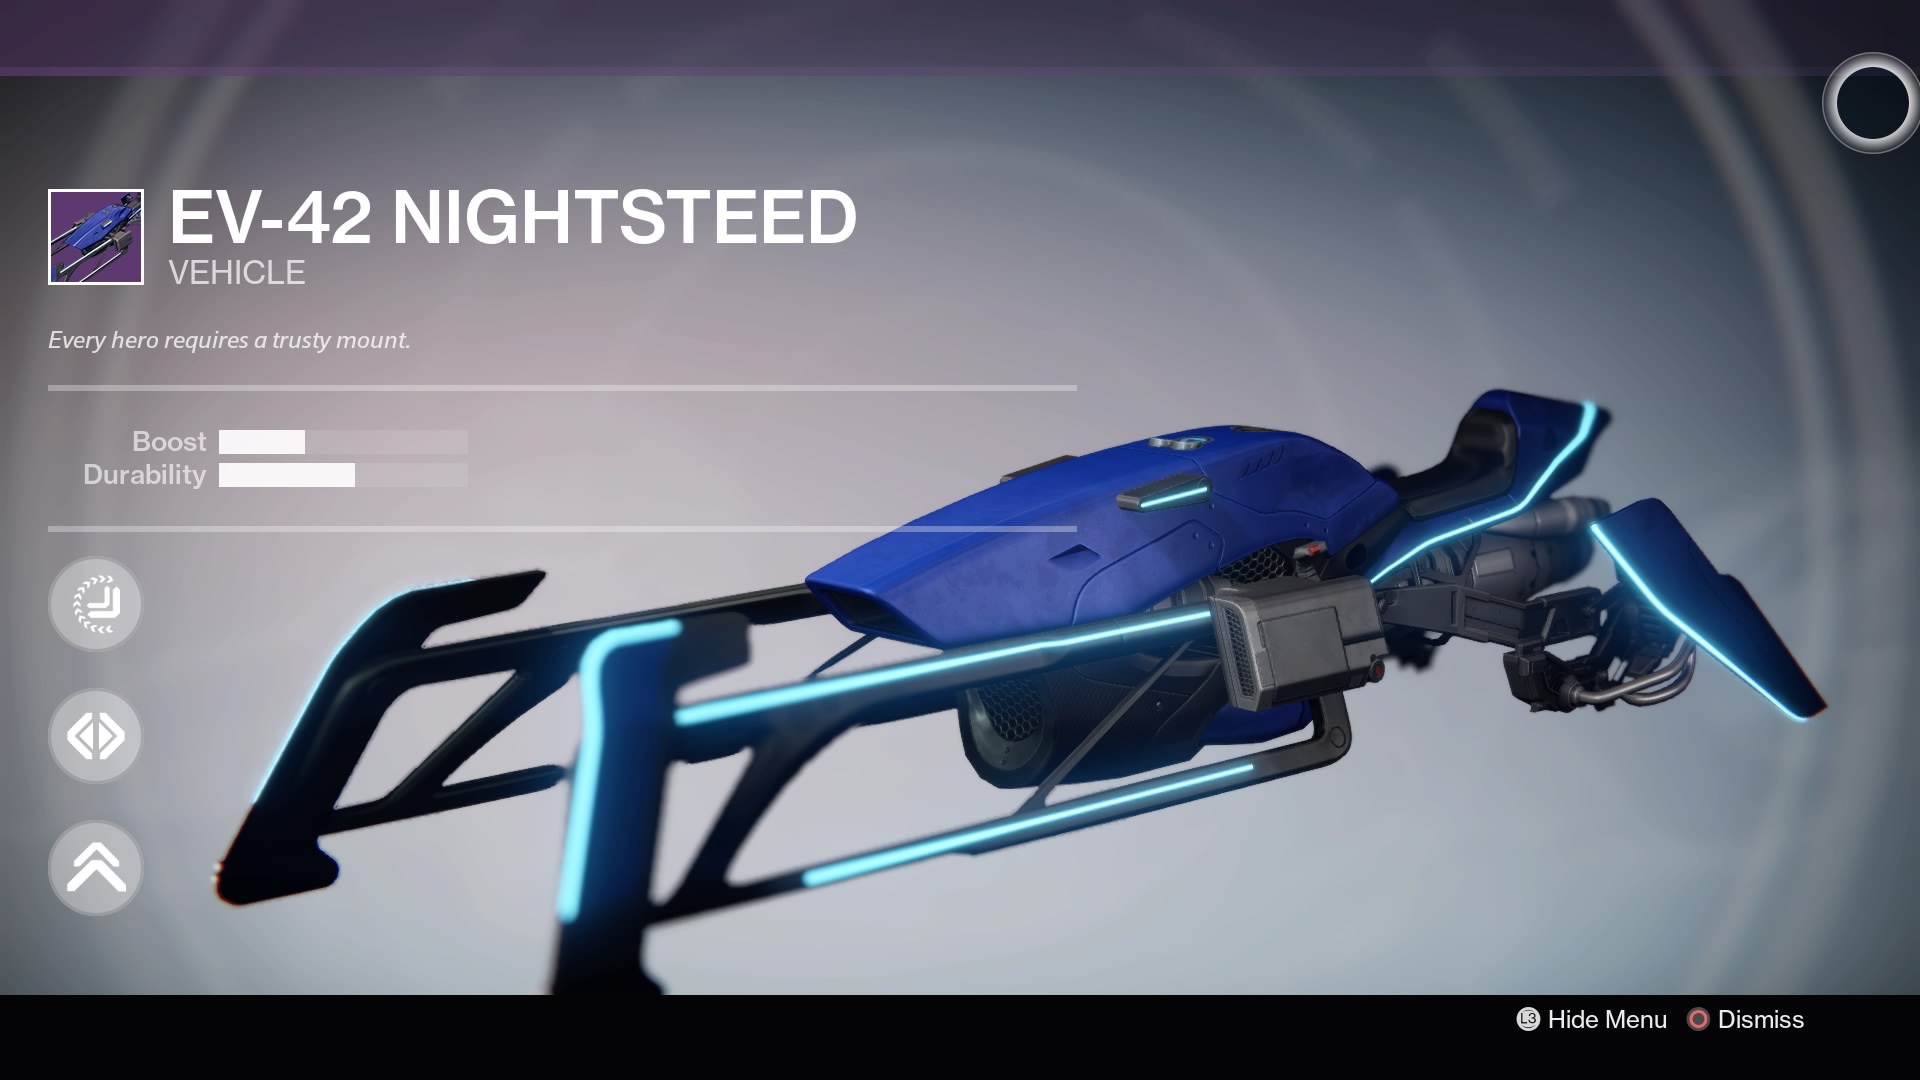 EV-42 NIGHTSTEED
VEHICLE
Every hero requires a trusty mount.
Boost
Durability
L3 Hide Menu Dismiss